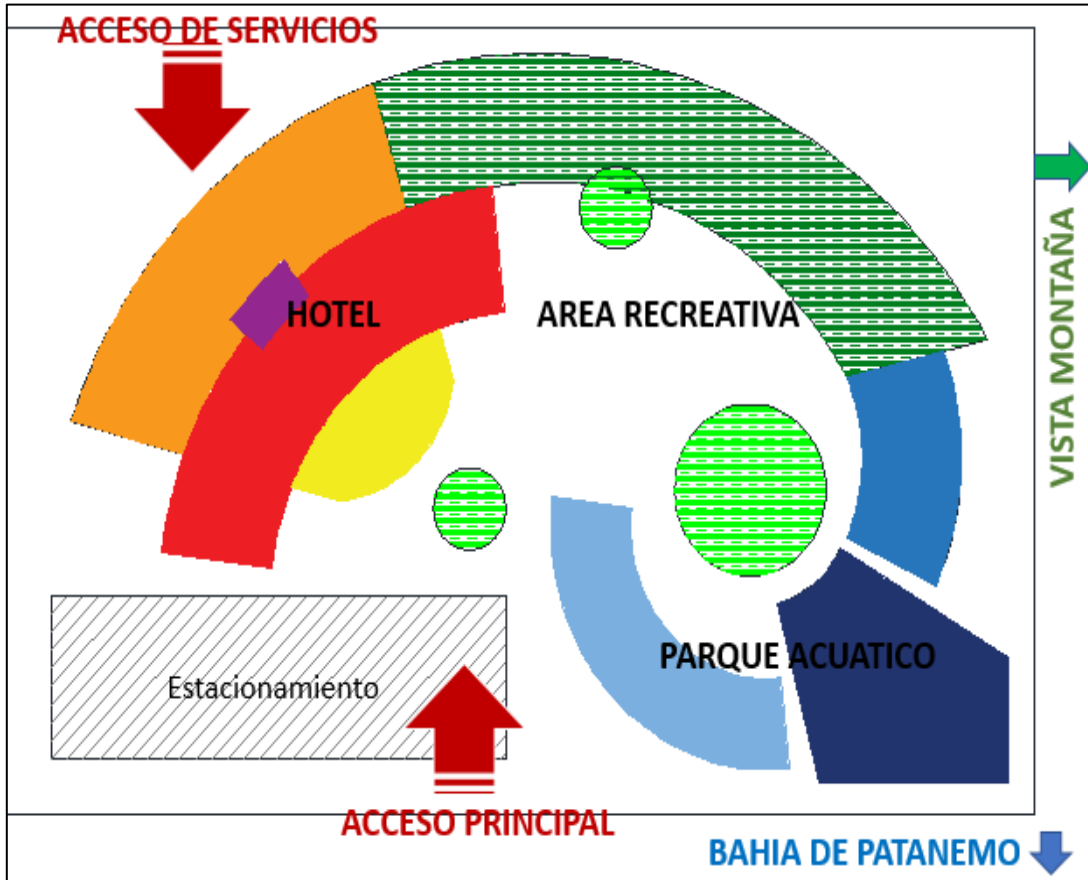 ACCESO DE SERVICIOS
HOTEL
AREA RECREATIVA
VISTA MONTAÑA
PARQUE ACUATICO
Estacionamiento
ACCESO PRINCIPAL
BAHIA DE PATANEMO